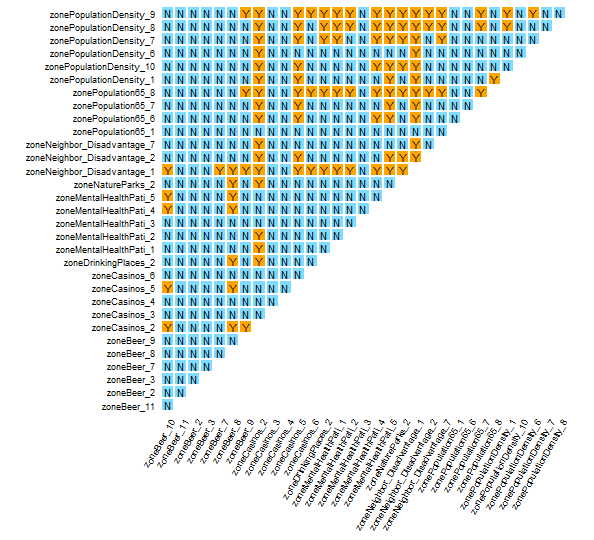 zonePopulationDensity_9 N N N N N N Y Y N N Y Y Y Y Y N Y Y Y Y Y Y N N Y N Y N Y N N
zonePopulationDensity_8 N N N N N N N Y N N Y N Y Y Y N Y Y Y Y Y Y N N Y N Y N N N
zonePopulationDensity_7 N N N N N N N Y N N Y N Y Y N N Y Y Y Y N Y N N N N N N N
zonePopulationDensity_6 N N N N N N N N N N N N N N N N N N N Y N N N N N N N N
zonePopulationDensity_10 N N N N N N N Y N N Y N N N N N Y Y Y Y N N N N N N N
zonePopulationDensity_1 N N N N N N N Y N N Y N N N N N N Y N Y N N N N N Y
zonePopulation65_8 N N N N N N Y Y N N Y Y Y Y Y N Y Y Y Y Y Y N N Y
zonePopulation65_7 N N N N N N N Y N N Y N N N N N N Y N Y N N N N
zonePopulation65_6 N N N N N N N Y N N Y N N N N N Y Y N Y N N N
zonePopulation65_1 N N N N N N N N N N N N N N N N N N N N N N
zoneNeighbor_Disadvantage_7 N N N N N N N Y N N N N N N N N N N N Y N
zoneNeighbor_Disadvantage_2 N N N N N N N Y N N N N N N N N N Y Y Y
zoneNeighbor_Disadvantage_1 Y N N N Y Y Y Y N N Y Y Y Y Y N Y Y Y
zoneNatureParks_2 N N N N N Y N Y N N N N N N N N N N
zoneMentalHealthPati_5 Y N N N N Y N N N N N N N N N N N
zoneMentalHealthPati_4 Y N N N N Y N N N N N N N N N N
zoneMentalHealthPati_3 N N N N N N N N N N N N N N N
zoneMentalHealthPati_2 N N N N N N N Y N N N N N N
zoneMentalHealthPati_1 N N N N N N N N N N N N N
zoneDrinkingPlaces_2 N N N N N Y N Y N N N N
zoneCasinos_6 N N N N N N N N N N N
zoneCasinos_5 Y N N N N Y N N N N
zoneCasinos_4 N N N N N N N N N
zoneCasinos_3 N N N N N N N N
zoneCasinos_2 Y N N N N Y Y
zoneBeer_9 N N N N N N
zoneBeer_8 N N N N N
zoneBeer_7 N N N N
zoneBeer_3 N N N
zoneBeer_2 N N
zoneBeer_11 N
zoneBeer_10
zoneBeer_11
zoneBeer_2
zoneBeer_3
zoneBeer_7
zoneBeer_8
zoneBeer_9
zoneCasinos_2
zoneCasinos_3
zoneCasinos_4
zoneCasinos_5
zoneCasinos_6
zoneDrinkingPlaces_2
zoneMentalHealthPati_1
zoneMentalHealthPati_2
zoneMentalHealthPati_3
zoneMentalHealthPati_4
zoneMentalHealthPati_5
zoneNatureParks_2
zoneNeighbor_Disadvantage_1
zoneNeighbor_Disadvantage_2
zoneNeighbor_Disadvantage_7
zonePopulation65_1
zonePopulation65_6
zonePopulation65_7
zonePopulation65_8
zonePopulationDensity_1
zonePopulationDensity_10
zonePopulationDensity_6
zonePopulationDensity_7
zonePopulationDensity_8